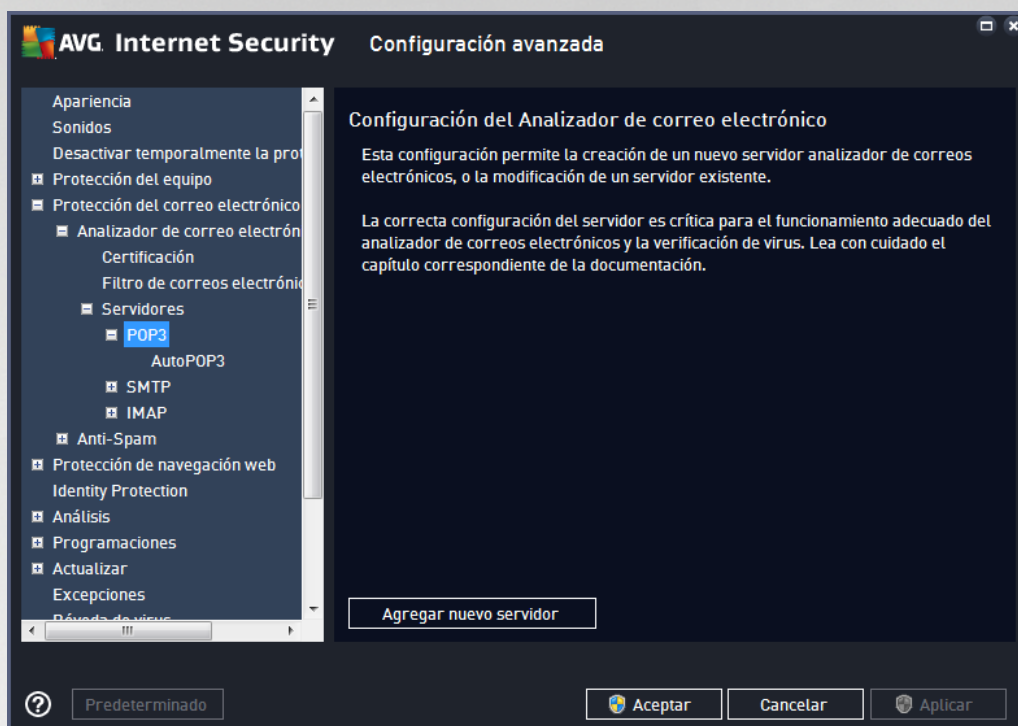 AVG. Internet Security Configuración avanzada
Apariencia
Sonidos
Desactivar temporalmente la prot
Protección del equipo
Protección del correo electrónico
Analizador de correo electrón
Certificación
Filtro de correos electrónic
Servidores
POP3
AutoPOP3
SMTP
IMAP
Anti-Spam
Protección de navegación web
Identity Protection
Análisis
Programaciones
Actualizar
Excepciones
Bóveda de virus
Configuración del Analizador de correo electrónico
Esta configuración permite la creación de un nuevo servidor analizador de correos
electrónicos, o la modificación de un servidor existente.
La correcta configuración del servidor es crítica para el funcionamiento adecuado del
analizador de correos electrónicos y la verificación de virus. Lea con cuidado el
capítulo correspondiente de la documentación.
Agregar nuevo servidor
Predeterminado
Aceptar
Cancelar
Aplicar